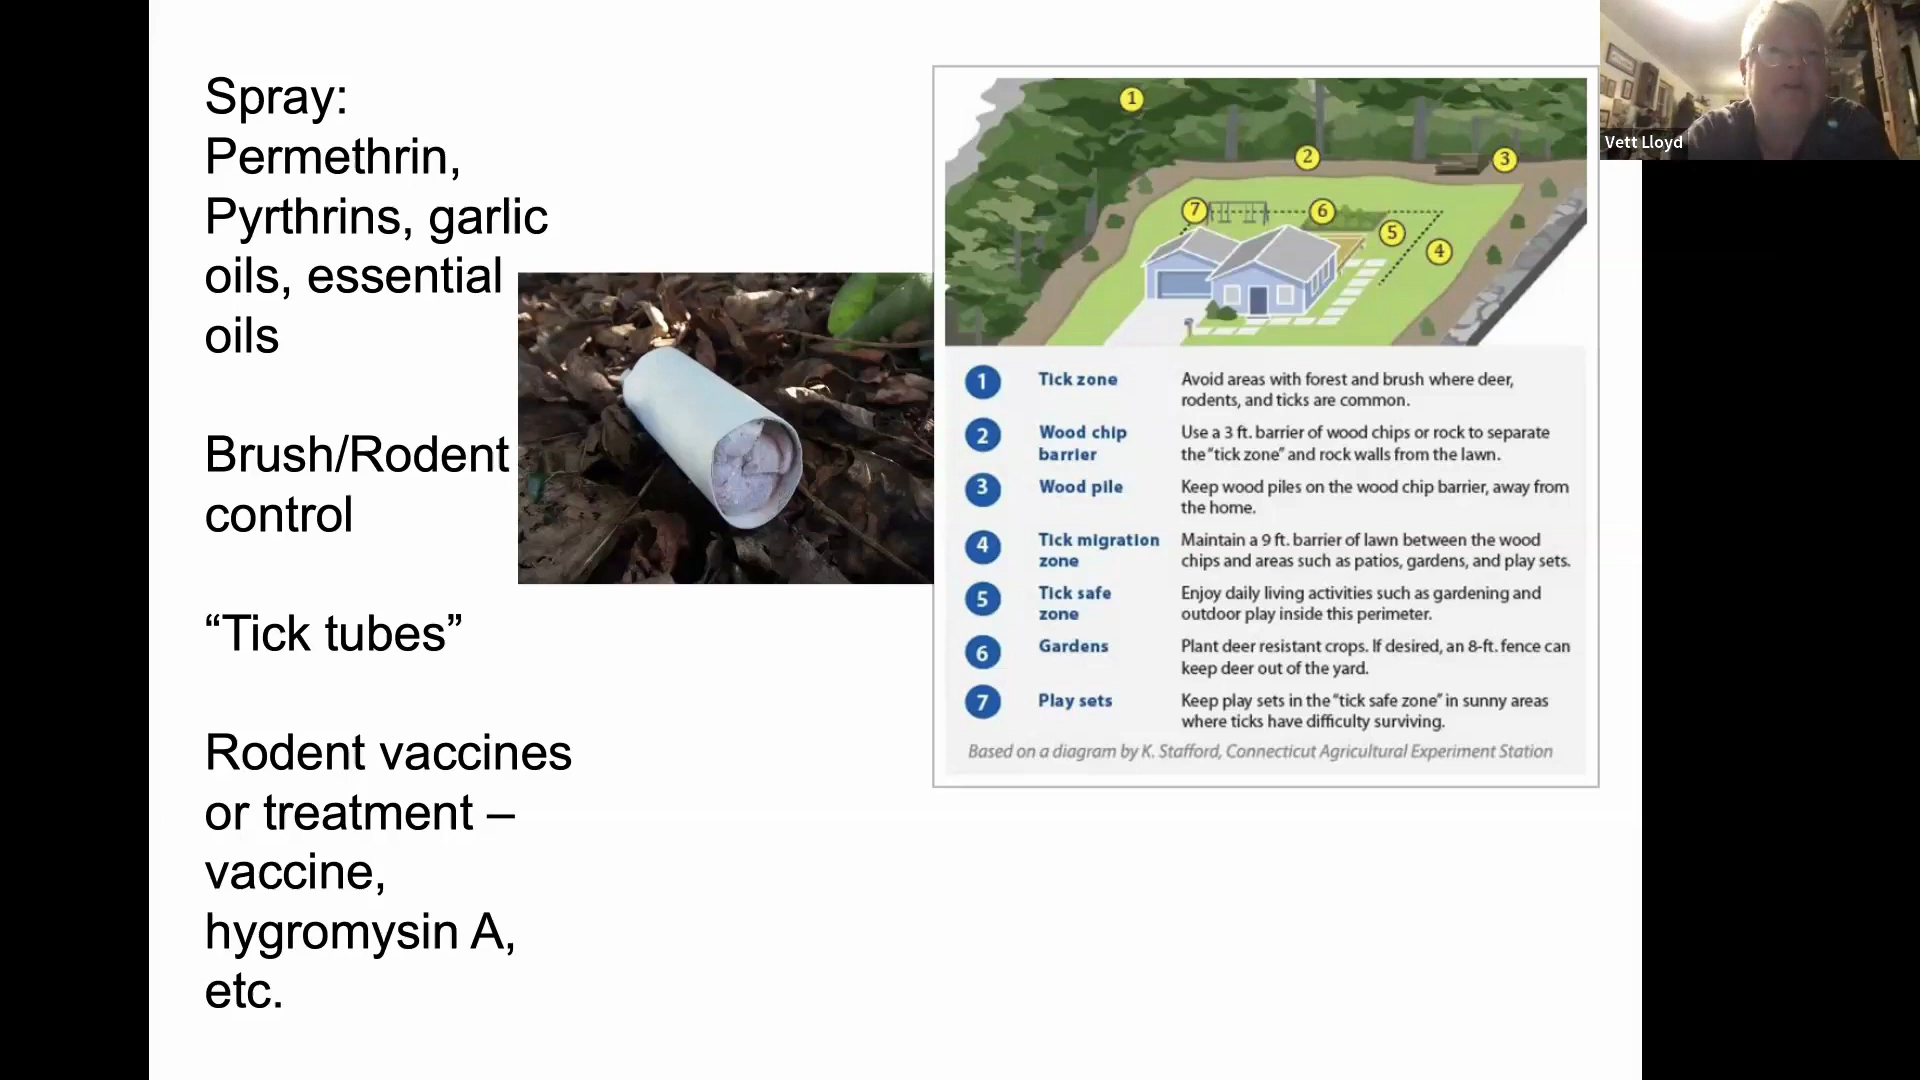 Spray:
Permethrin,
Pyrthrins, garlic
oils, essential
oils
Brush/Rodent
control
“Tick tubes”
Rodent vaccines
or treatment –
vaccine,
hygromysin A,
etc.
1
2
3
7
6
5
4
1 Tick zone Avoid areas with forest and brush where deer,
rodents, and ticks are common.
2 Wood chip Use a 3 ft. barrier of wood chips or rock to separate
barrier the “tick zone” and rock walls from the lawn.
3 Wood pile Keep wood piles on the wood chip barrier, away from
the home.
4 Tick migration Maintain a 9 ft. barrier of lawn between the wood
zone chips and areas such as patios, gardens, and play sets.
5 Tick safe Enjoy daily living activities such as gardening and
zone outdoor play inside this perimeter.
6 Gardens Plant deer resistant crops. If desired, an 8-ft. fence can
keep deer out of the yard.
7 Play sets Keep play sets in the “tick safe zone” in sunny areas
where ticks have difficulty surviving.
Based on a diagram by K. Stafford, Connecticut Agricultural Experiment Station
Vett Lloyd